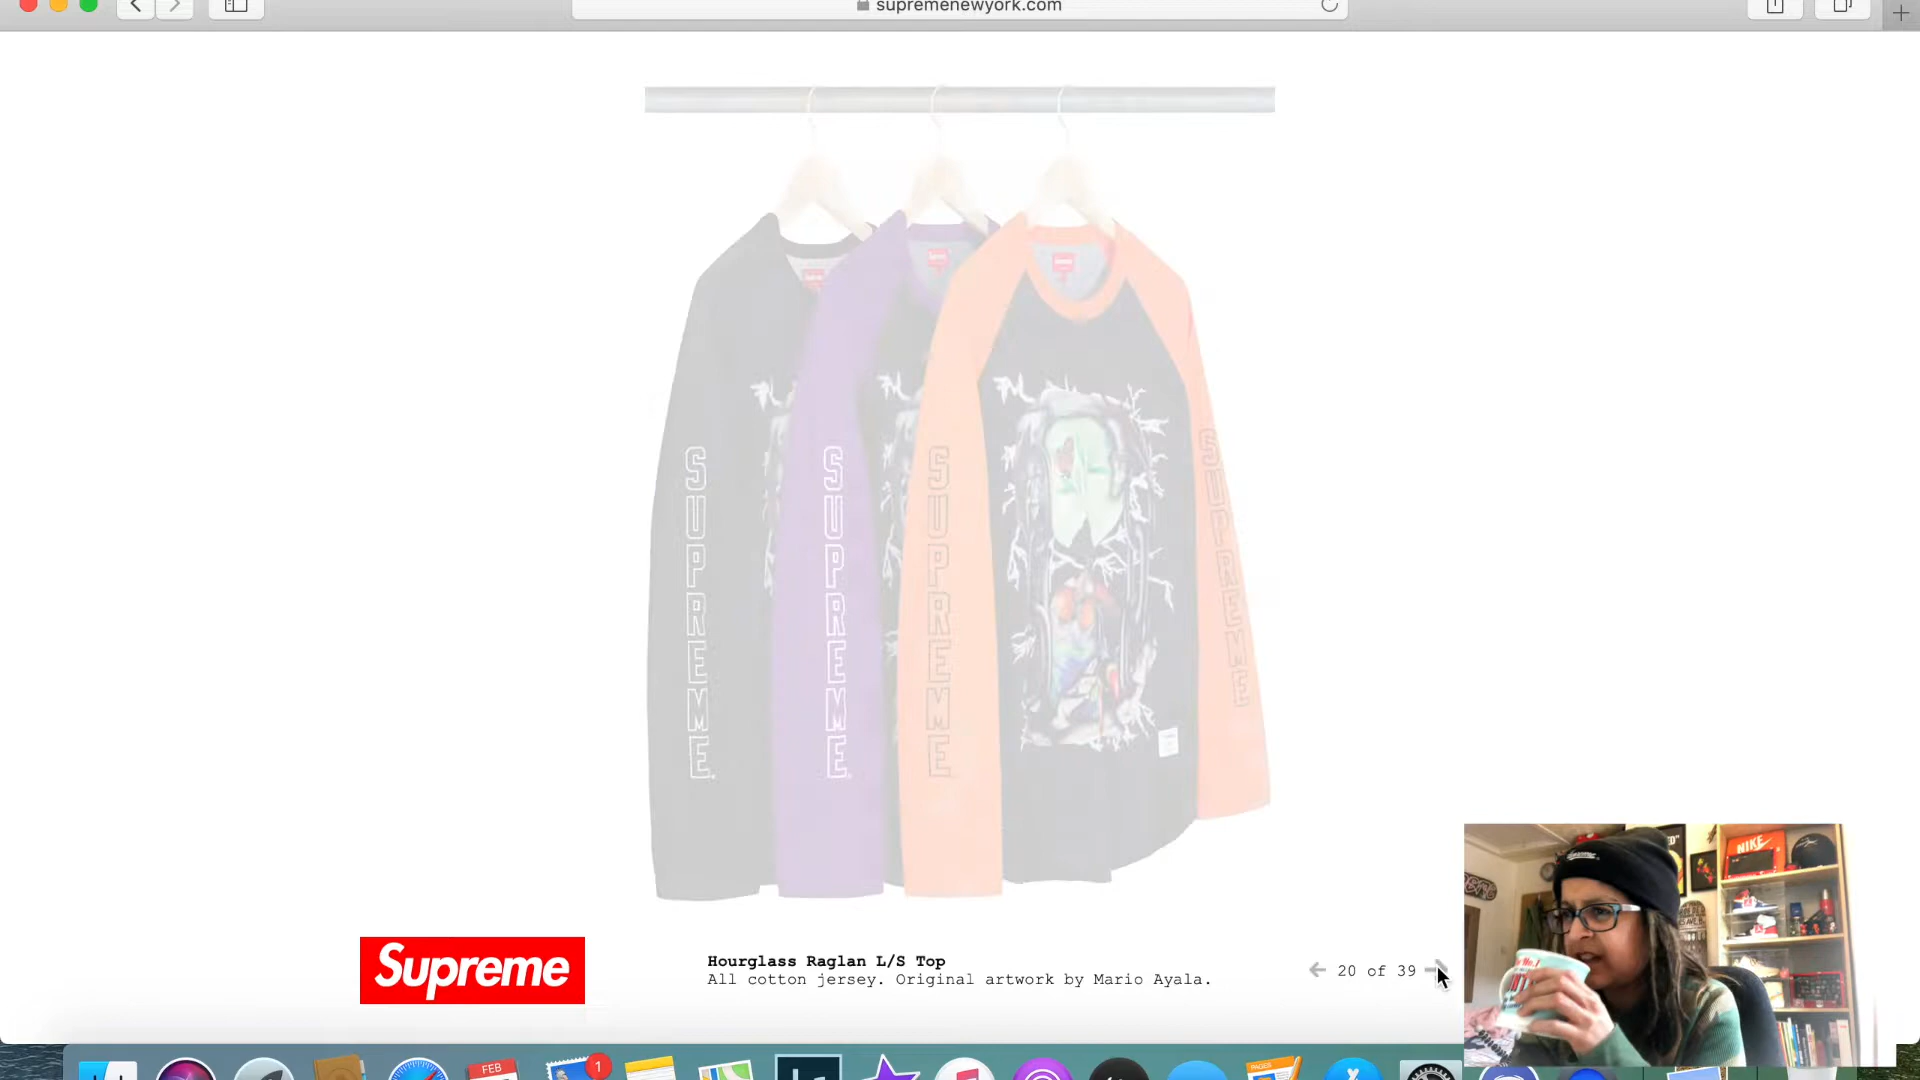 supremenewyork.com
SUPREME.
SUPREME.
SUPREME
SUPREME
Supreme
Hourglass Raglan L/S Top
All cotton jersey. Original artwork by Mario Ayala.
20 of 39
NIKE
FEB
1
PAGES